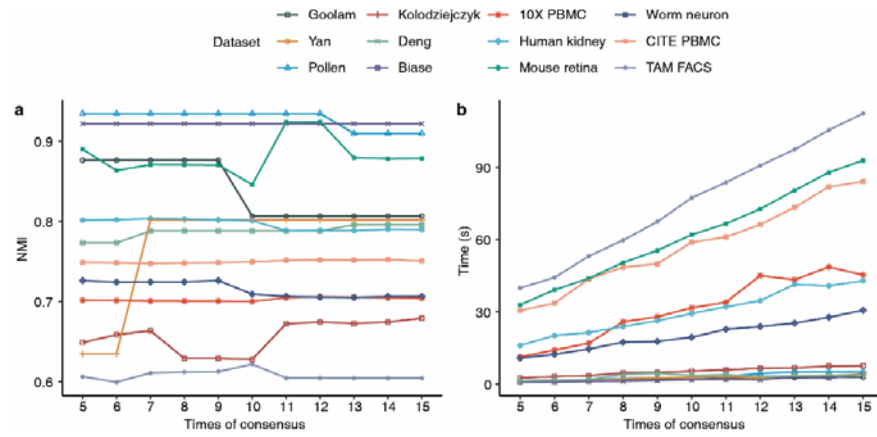 Dataset
Goolam Kolodziejczyk 10X PBMC Worm neuron
Yan Deng Human kidney CITE PBMC
Pollen Biase Mouse retina TAM FACS
a
NMI
0.9
0.8
0.7
0.6
5 6 7 8 9 10 11 12 13 14 15
Times of consensus
b
Time (s)
90
60
30
0
5 6 7 8 9 10 11 12 13 14 15
Times of consensus